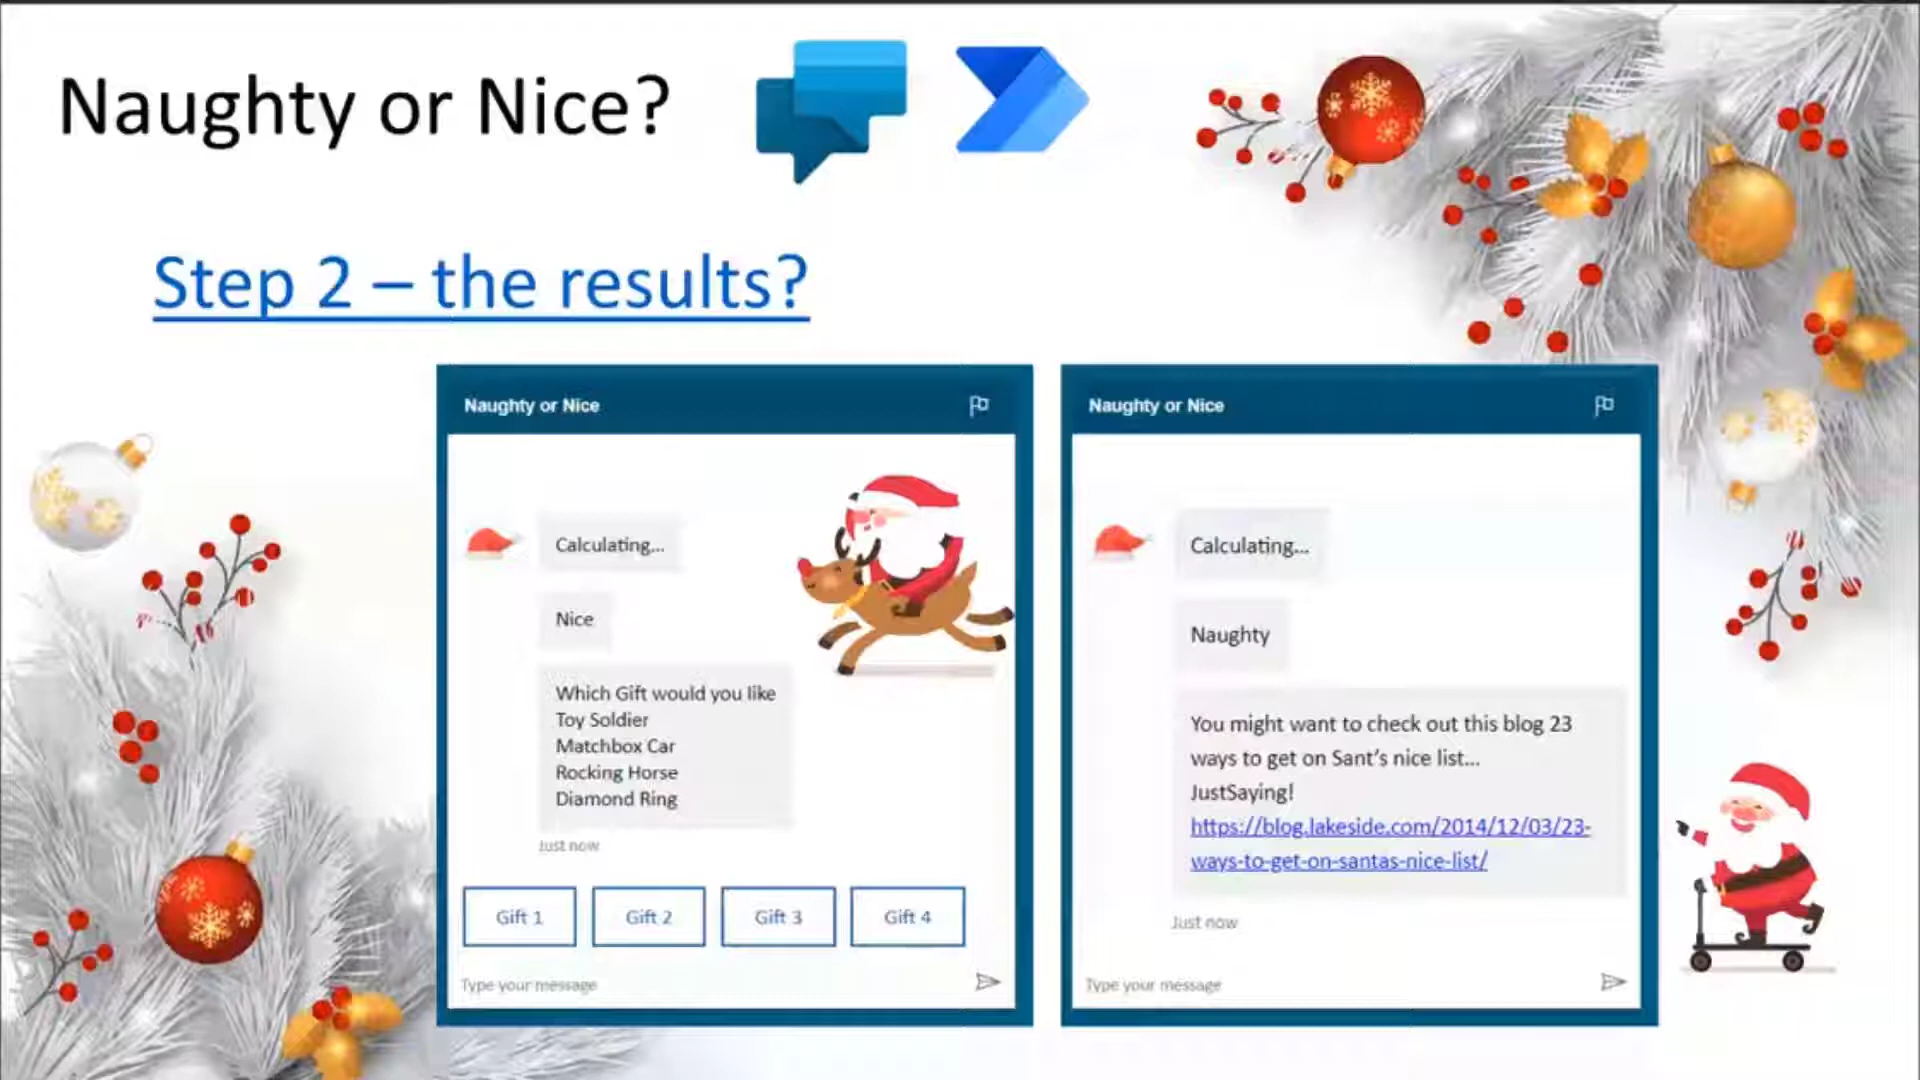 Naughty or Nice?
Step 2 – the results?
Naughty or Nice
Calculating...
Nice
Which Gift would you like
Toy Soldier
Matchbox Car
Rocking Horse
Diamond Ring
Just now
Gift 1
Gift 2
Gift 3
Gift 4
Type your message
Naughty or Nice
Calculating...
Naughty
You might want to check out this blog 23
ways to get on Sant's nice list...
JustSaying!
https://blog.lakeside.com/2014/12/03/23-
ways-to-get-on-santas-nice-list/
Just now
Type your message